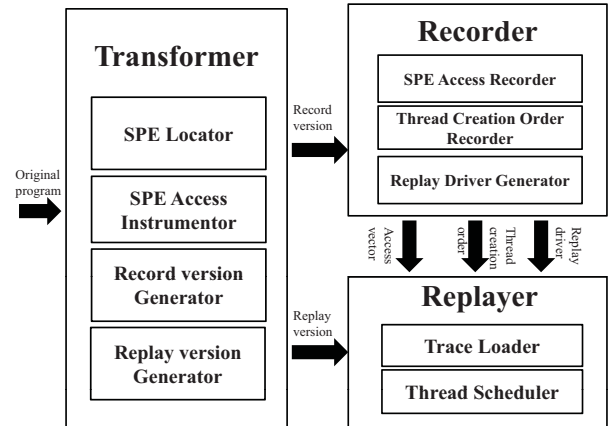 Original
program
Transformer
SPE Locator
SPE Access
Instrumentor
Record version
Generator
Replay version
Generator
Record
version
Replay
version
Recorder
SPE Access Recorder
Thread Creation Order
Recorder
Replay Driver Generator
Access
vector
Thread
creation
order
Replay
driver
Replayer
Trace Loader
Thread Scheduler